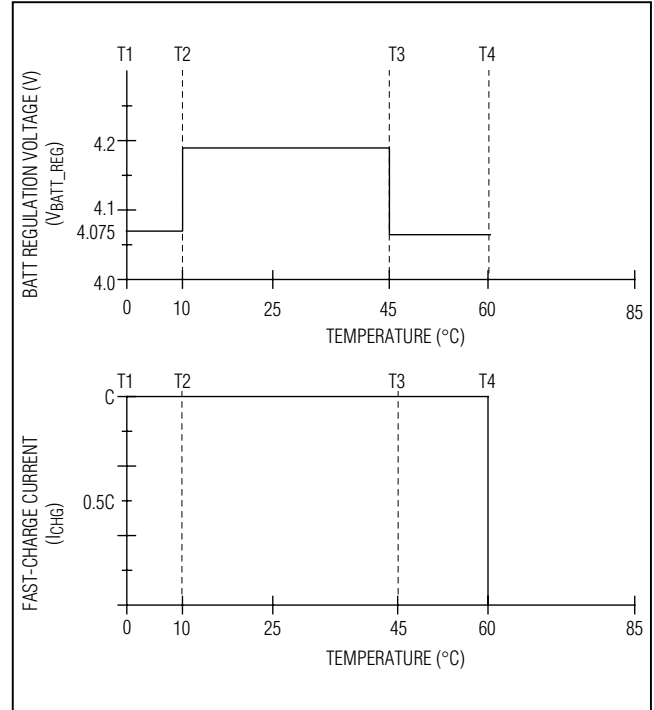 T1 T2 T3 T4
BATT REGULATION VOLTAGE (V)
(VBATT_REG)
4.2
4.1
4.075
4.0
0 10 25 45 60 85
TEMPERATURE (°C)
T1 T2 T3 T4
FAST-CHARGE CURRENT
(ICHG)
C
0.5C
0 10 25 45 60 85
TEMPERATURE (°C)